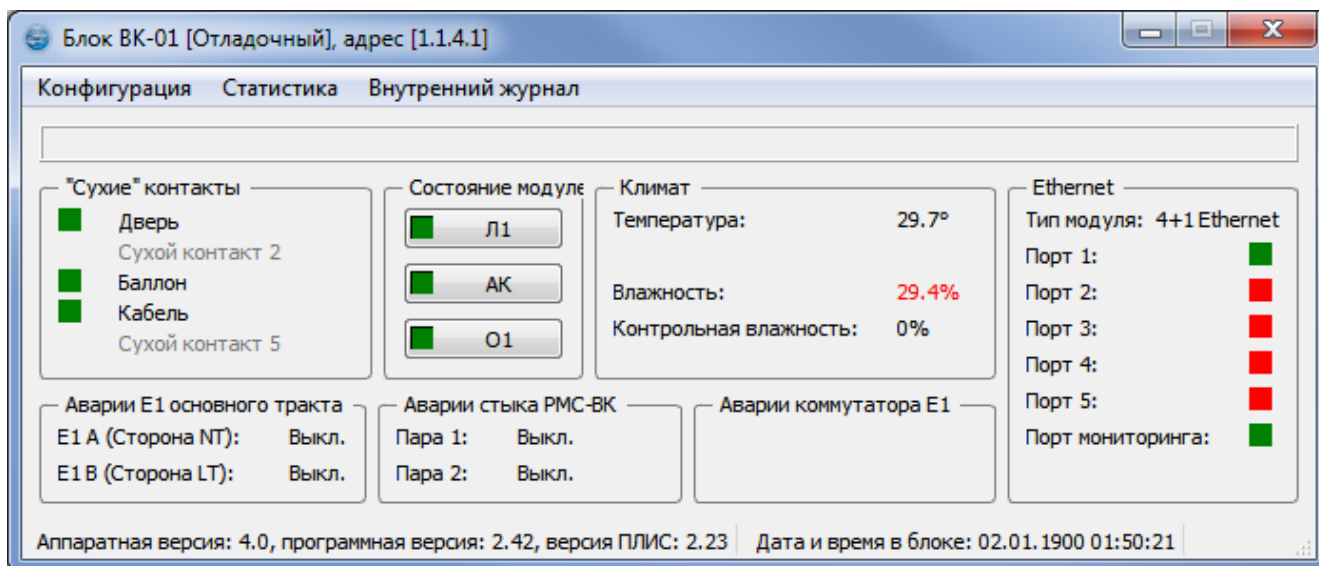 Блок ВК-01 [Отладочный], адрес [1.1.4.1]
Конфигурация Статистика Внутренний журнал
"Сухие" контакты
Дверь
Сухой контакт 2
Баллон
Кабель
Сухой контакт 5
Состояние модуле
Л1
АК
О1
Климат
Температура: 29.7°
Влажность: 29.4%
Контрольная влажность: 0%
Ethernet
Тип модуля: 4+1 Ethernet
Порт 1:
Порт 2:
Порт 3:
Порт 4:
Порт 5:
Порт мониторинга:
Аварии Е1 основного тракта
Е1 А (Сторона NT): Выкл.
Е1 В (Сторона LT): Выкл.
Аварии стыка РМС-ВК
Пара 1: Выкл.
Пара 2: Выкл.
Аварии коммутатора Е1
Аппаратная версия: 4.0, программная версия: 2.42, версия ПЛИС: 2.23 Дата и время в блоке: 02.01.1900 01:50:21